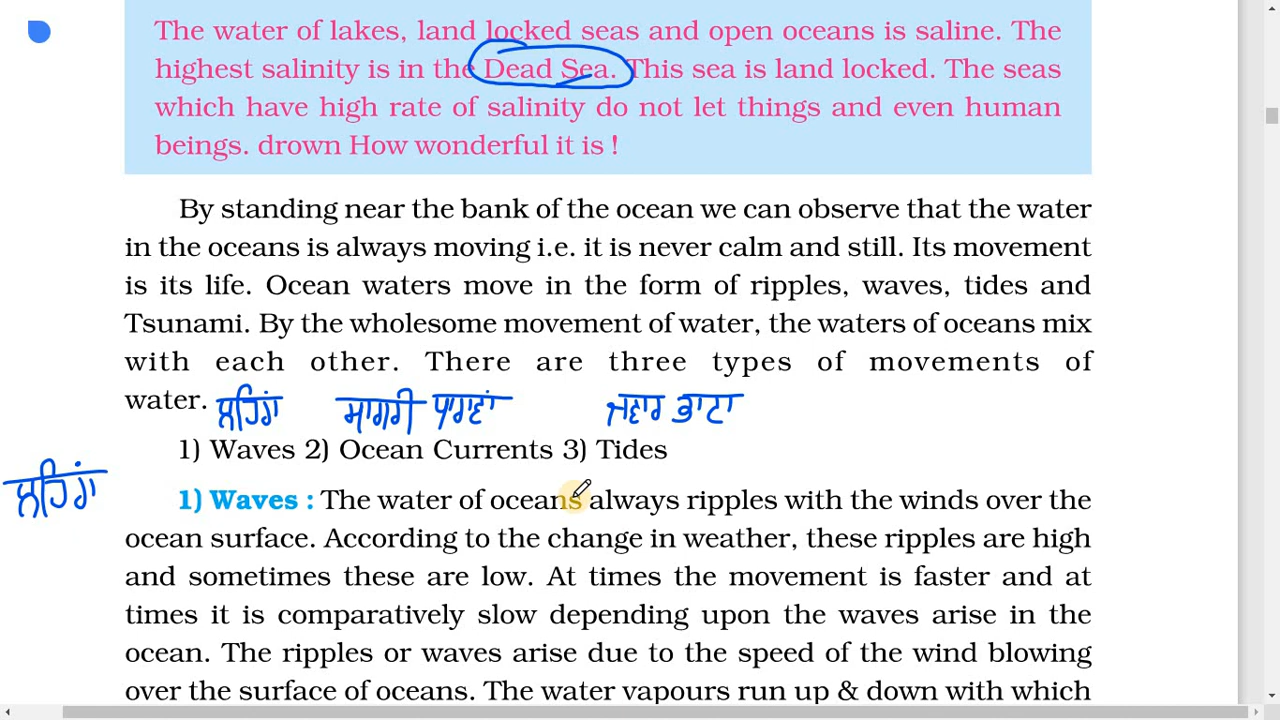 The water of lakes, land locked seas and open oceans is saline. The
highest salinity is in the Dead Sea. This sea is land locked. The seas
which have high rate of salinity do not let things and even human
beings. drown How wonderful it is !
By standing near the bank of the ocean we can observe that the water
in the oceans is always moving i.e. it is never calm and still. Its movement
is its life. Ocean waters move in the form of ripples, waves, tides and
Tsunami. By the wholesome movement of water, the waters of oceans mix
with each other. There are three types of movements of
water. ਲਹਿਰਾਂ ਸਾਗਰੀ ਧਾਰਾਵਾਂ ਜਵਾਰ ਭਾਟਾ
1) Waves 2) Ocean Currents 3) Tides
ਲਹਿਰਾਂ
1) Waves : The water of oceans always ripples with the winds over the
ocean surface. According to the change in weather, these ripples are high
and sometimes these are low. At times the movement is faster and at
times it is comparatively slow depending upon the waves arise in the
ocean. The ripples or waves arise due to the speed of the wind blowing
over the surface of oceans. The water vapours run up & down with which